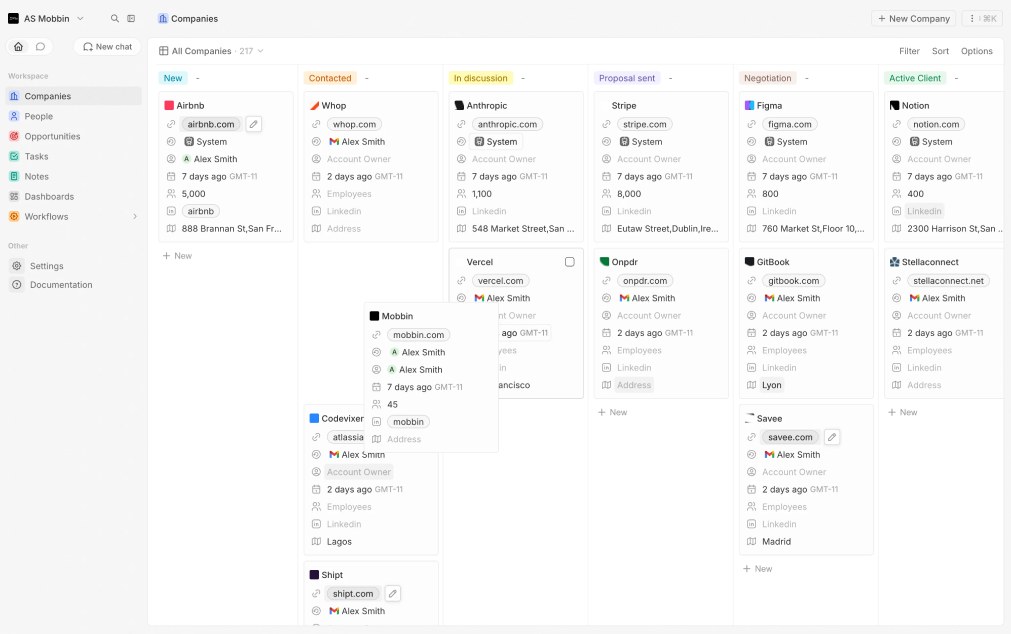 AS Mobbin
Companies
New Company
⌘K
New chat
Workspace
Companies
People
Opportunities
Tasks
Notes
Dashboards
Workflows
Other
Settings
Documentation
All Companies · 217
Filter
Sort
Options
New -
Airbnb
airbnb.com
System
A Alex Smith
7 days ago GMT-11
5,000
airbnb
888 Brannan St,San Fr...
New
Contacted -
Whop
whop.com
Alex Smith
Account Owner
2 days ago GMT-11
Employees
Linkedin
Address
Mobbin
mobbin.com
A Alex Smith
A Alex Smith
7 days ago GMT-11
45
mobbin
Address
Codevixer
atlassia
Alex Smith
Account Owner
2 days ago GMT-11
Employees
Linkedin
Lagos
Shipt
shipt.com
Alex Smith
In discussion -
Anthropic
anthropic.com
System
Account Owner
7 days ago GMT-11
1,100
Linkedin
548 Market Street,San ...
Vercel
vercel.com
Alex Smith
nt Owner
ago GMT-11
yees
in
ancisco
Proposal sent -
Stripe
stripe.com
System
Account Owner
7 days ago GMT-11
8,000
Linkedin
Eutaw Street,Dublin,Ire...
Onpdr
onpdr.com
Alex Smith
Account Owner
2 days ago GMT-11
Employees
Linkedin
Address
New
Negotiation -
Figma
figma.com
System
Account Owner
7 days ago GMT-11
800
Linkedin
760 Market St,Floor 10,...
GitBook
gitbook.com
Alex Smith
Account Owner
2 days ago GMT-11
Employees
Linkedin
Lyon
Savee
savee.com
Alex Smith
Account Owner
2 days ago GMT-11
Employees
Linkedin
Madrid
New
Active Client -
Notion
notion.com
System
Account Owner
7 days ago GMT-11
400
Linkedin
2300 Harrison St,San ..
Stellaconnect
stellaconnect.net
Alex Smith
Account Owner
2 days ago GMT-11
Employees
Linkedin
Address
New